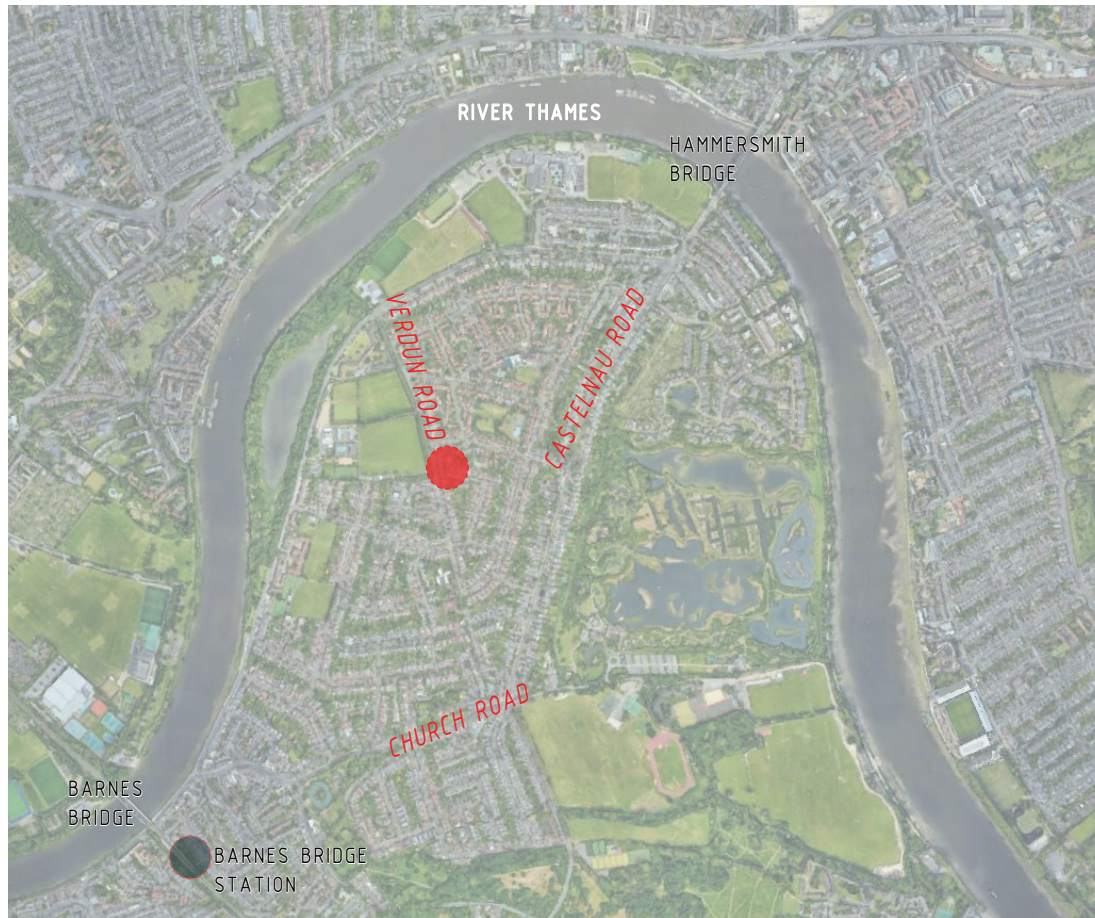 RIVER THAMES
HAMMERSMITH
BRIDGE
VERDUN ROAD
CASTELNAU ROAD
CHURCH ROAD
BARNES
BRIDGE
BARNES BRIDGE
STATION